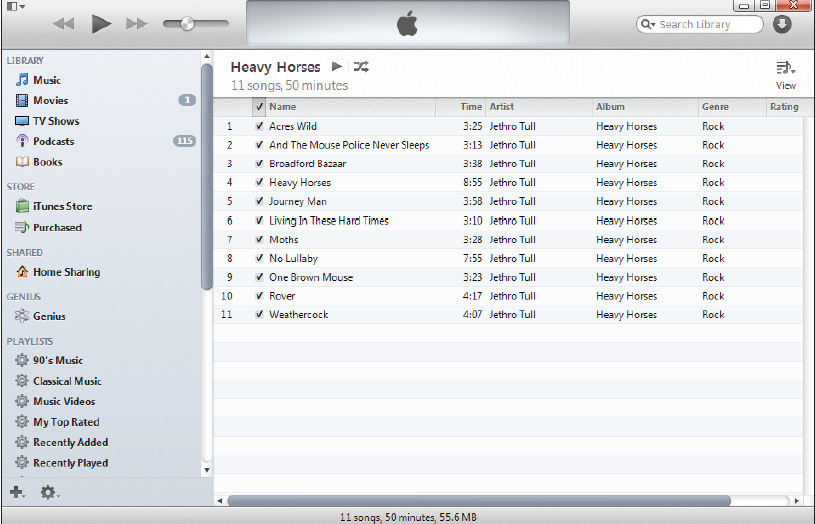 Search Library
LIBRARY
Music
Movies 1
TV Shows
Podcasts 115
Books
STORE
iTunes Store
Purchased
SHARED
Home Sharing
GENIUS
Genius
PLAYLISTS
90's Music
Classical Music
Music Videos
My Top Rated
Recently Added
Recently Played
Heavy Horses
11 songs, 50 minutes
View
Name Time Artist Album Genre Rating
1 Acres Wild 3:25 Jethro Tull Heavy Horses Rock
2 And The Mouse Police Never Sleeps 3:13 Jethro Tull Heavy Horses Rock
3 Broadford Bazaar 3:38 Jethro Tull Heavy Horses Rock
4 Heavy Horses 8:55 Jethro Tull Heavy Horses Rock
5 Journey Man 3:58 Jethro Tull Heavy Horses Rock
6 Living In These Hard Times 3:10 Jethro Tull Heavy Horses Rock
7 Moths 3:28 Jethro Tull Heavy Horses Rock
8 No Lullaby 7:55 Jethro Tull Heavy Horses Rock
9 One Brown Mouse 3:23 Jethro Tull Heavy Horses Rock
10 Rover 4:17 Jethro Tull Heavy Horses Rock
11 Weathercock 4:07 Jethro Tull Heavy Horses Rock
11 songs, 50 minutes, 55.6 MB